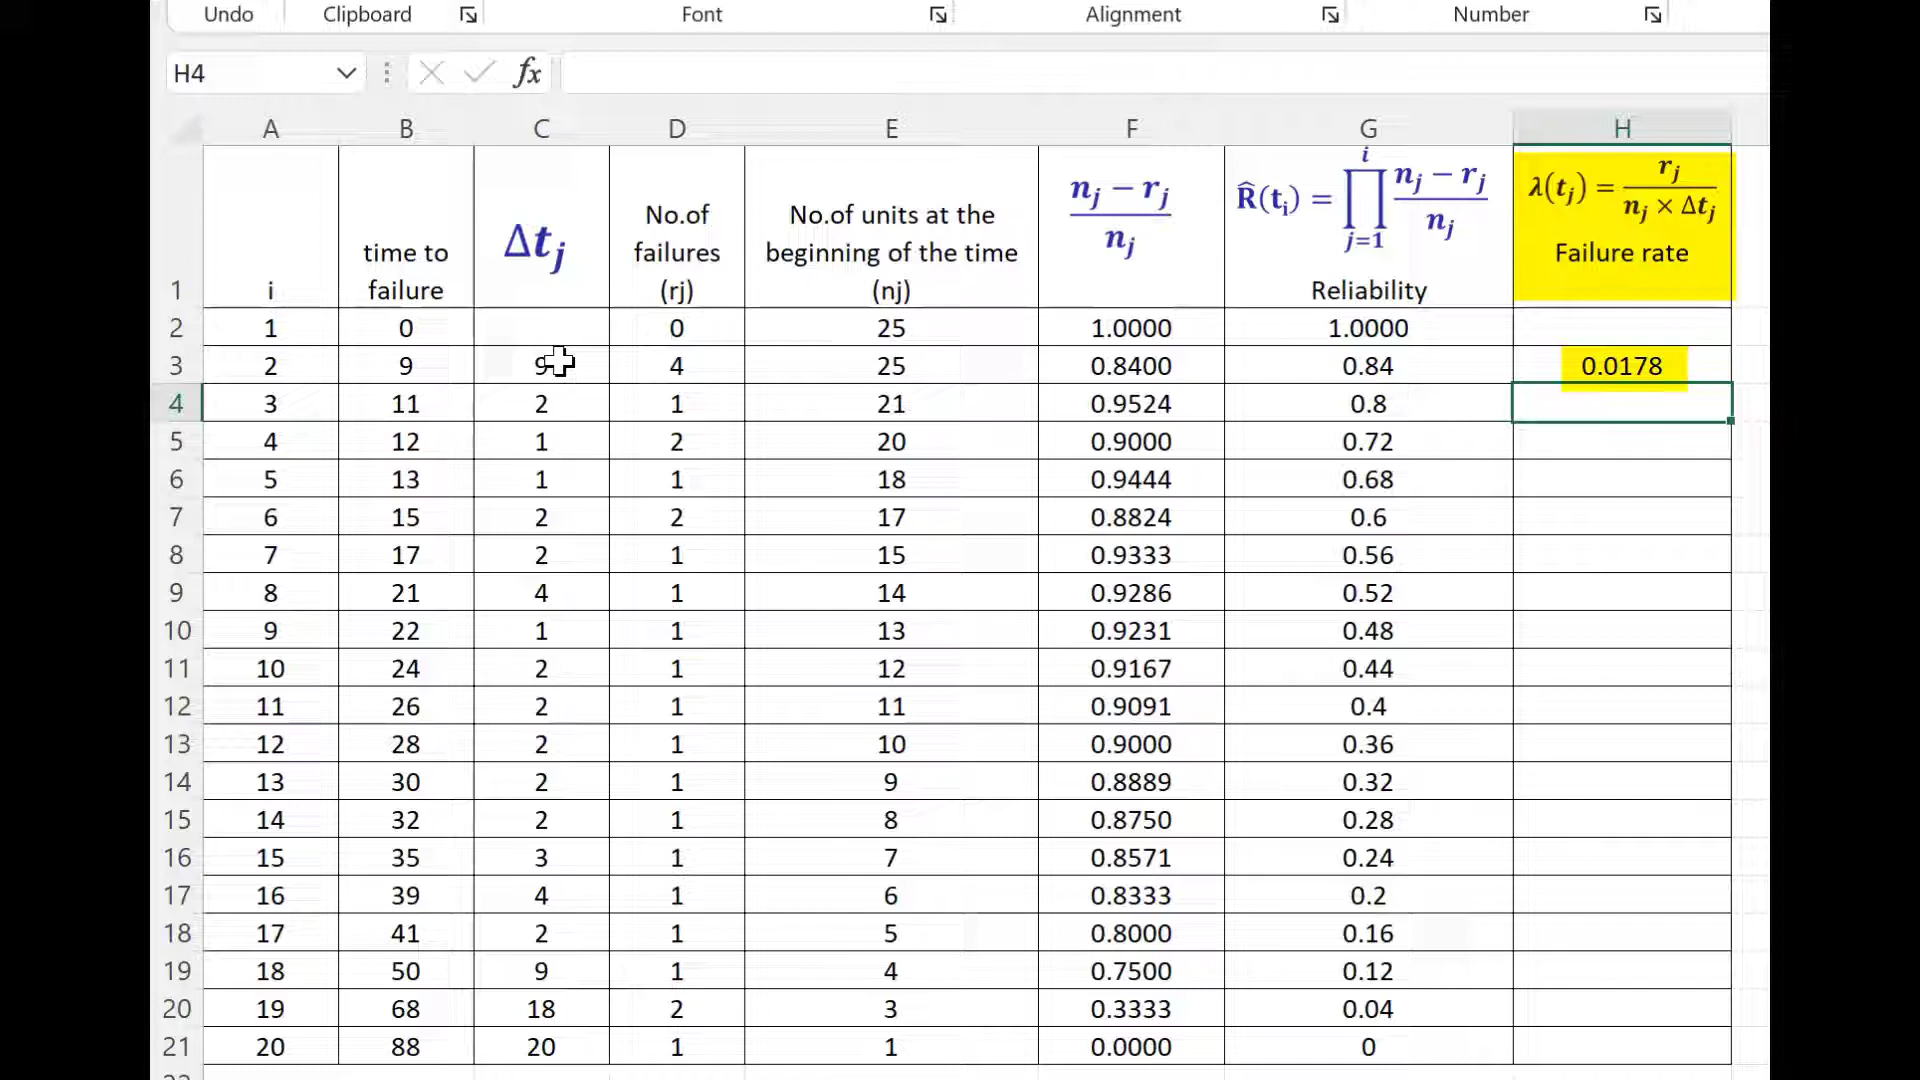 Undo Clipboard Font Alignment Number
H4 fx
A B C D E F G H
1 i time to failure Δtj No.of failures (rj) No.of units at the beginning of the time (nj) nj − rj / nj R̂(ti) = ∏ i j=1 nj − rj / nj Reliability λ(tj) = rj / nj × Δtj Failure rate
2 1 0 0 25 1.0000 1.0000
3 2 9 9 4 25 0.8400 0.84 0.0178
4 3 11 2 1 21 0.9524 0.8
5 4 12 1 2 20 0.9000 0.72
6 5 13 1 1 18 0.9444 0.68
7 6 15 2 2 17 0.8824 0.6
8 7 17 2 1 15 0.9333 0.56
9 8 21 4 1 14 0.9286 0.52
10 9 22 1 1 13 0.9231 0.48
11 10 24 2 1 12 0.9167 0.44
12 11 26 2 1 11 0.9091 0.4
13 12 28 2 1 10 0.9000 0.36
14 13 30 2 1 9 0.8889 0.32
15 14 32 2 1 8 0.8750 0.28
16 15 35 3 1 7 0.8571 0.24
17 16 39 4 1 6 0.8333 0.2
18 17 41 2 1 5 0.8000 0.16
19 18 50 9 1 4 0.7500 0.12
20 19 68 18 2 3 0.3333 0.04
21 20 88 20 1 1 0.0000 0